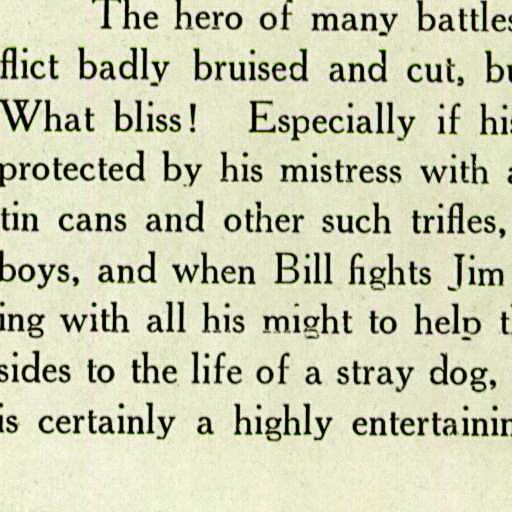 The hero of many battles
flict badly bruised and cut, bu
What bliss! Especially if his
protected by his mistress with a
tin cans and other such trifles,
boys, and when Bill fights Jim
ing with all his might to help t
sides to the life of a stray dog,
is certainly a highly entertainin